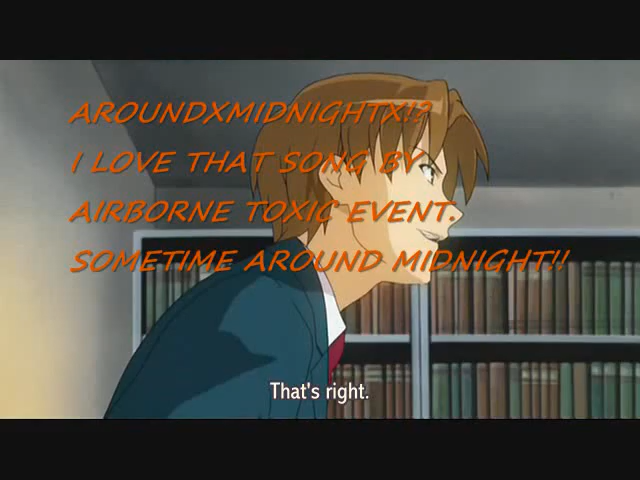 AROUNDXMIDNIGHTX!?
I LOVE THAT SONG BY
AIRBORNE TOXIC EVENT.
SOMETIME AROUND MIDNIGHT!!
That's right.